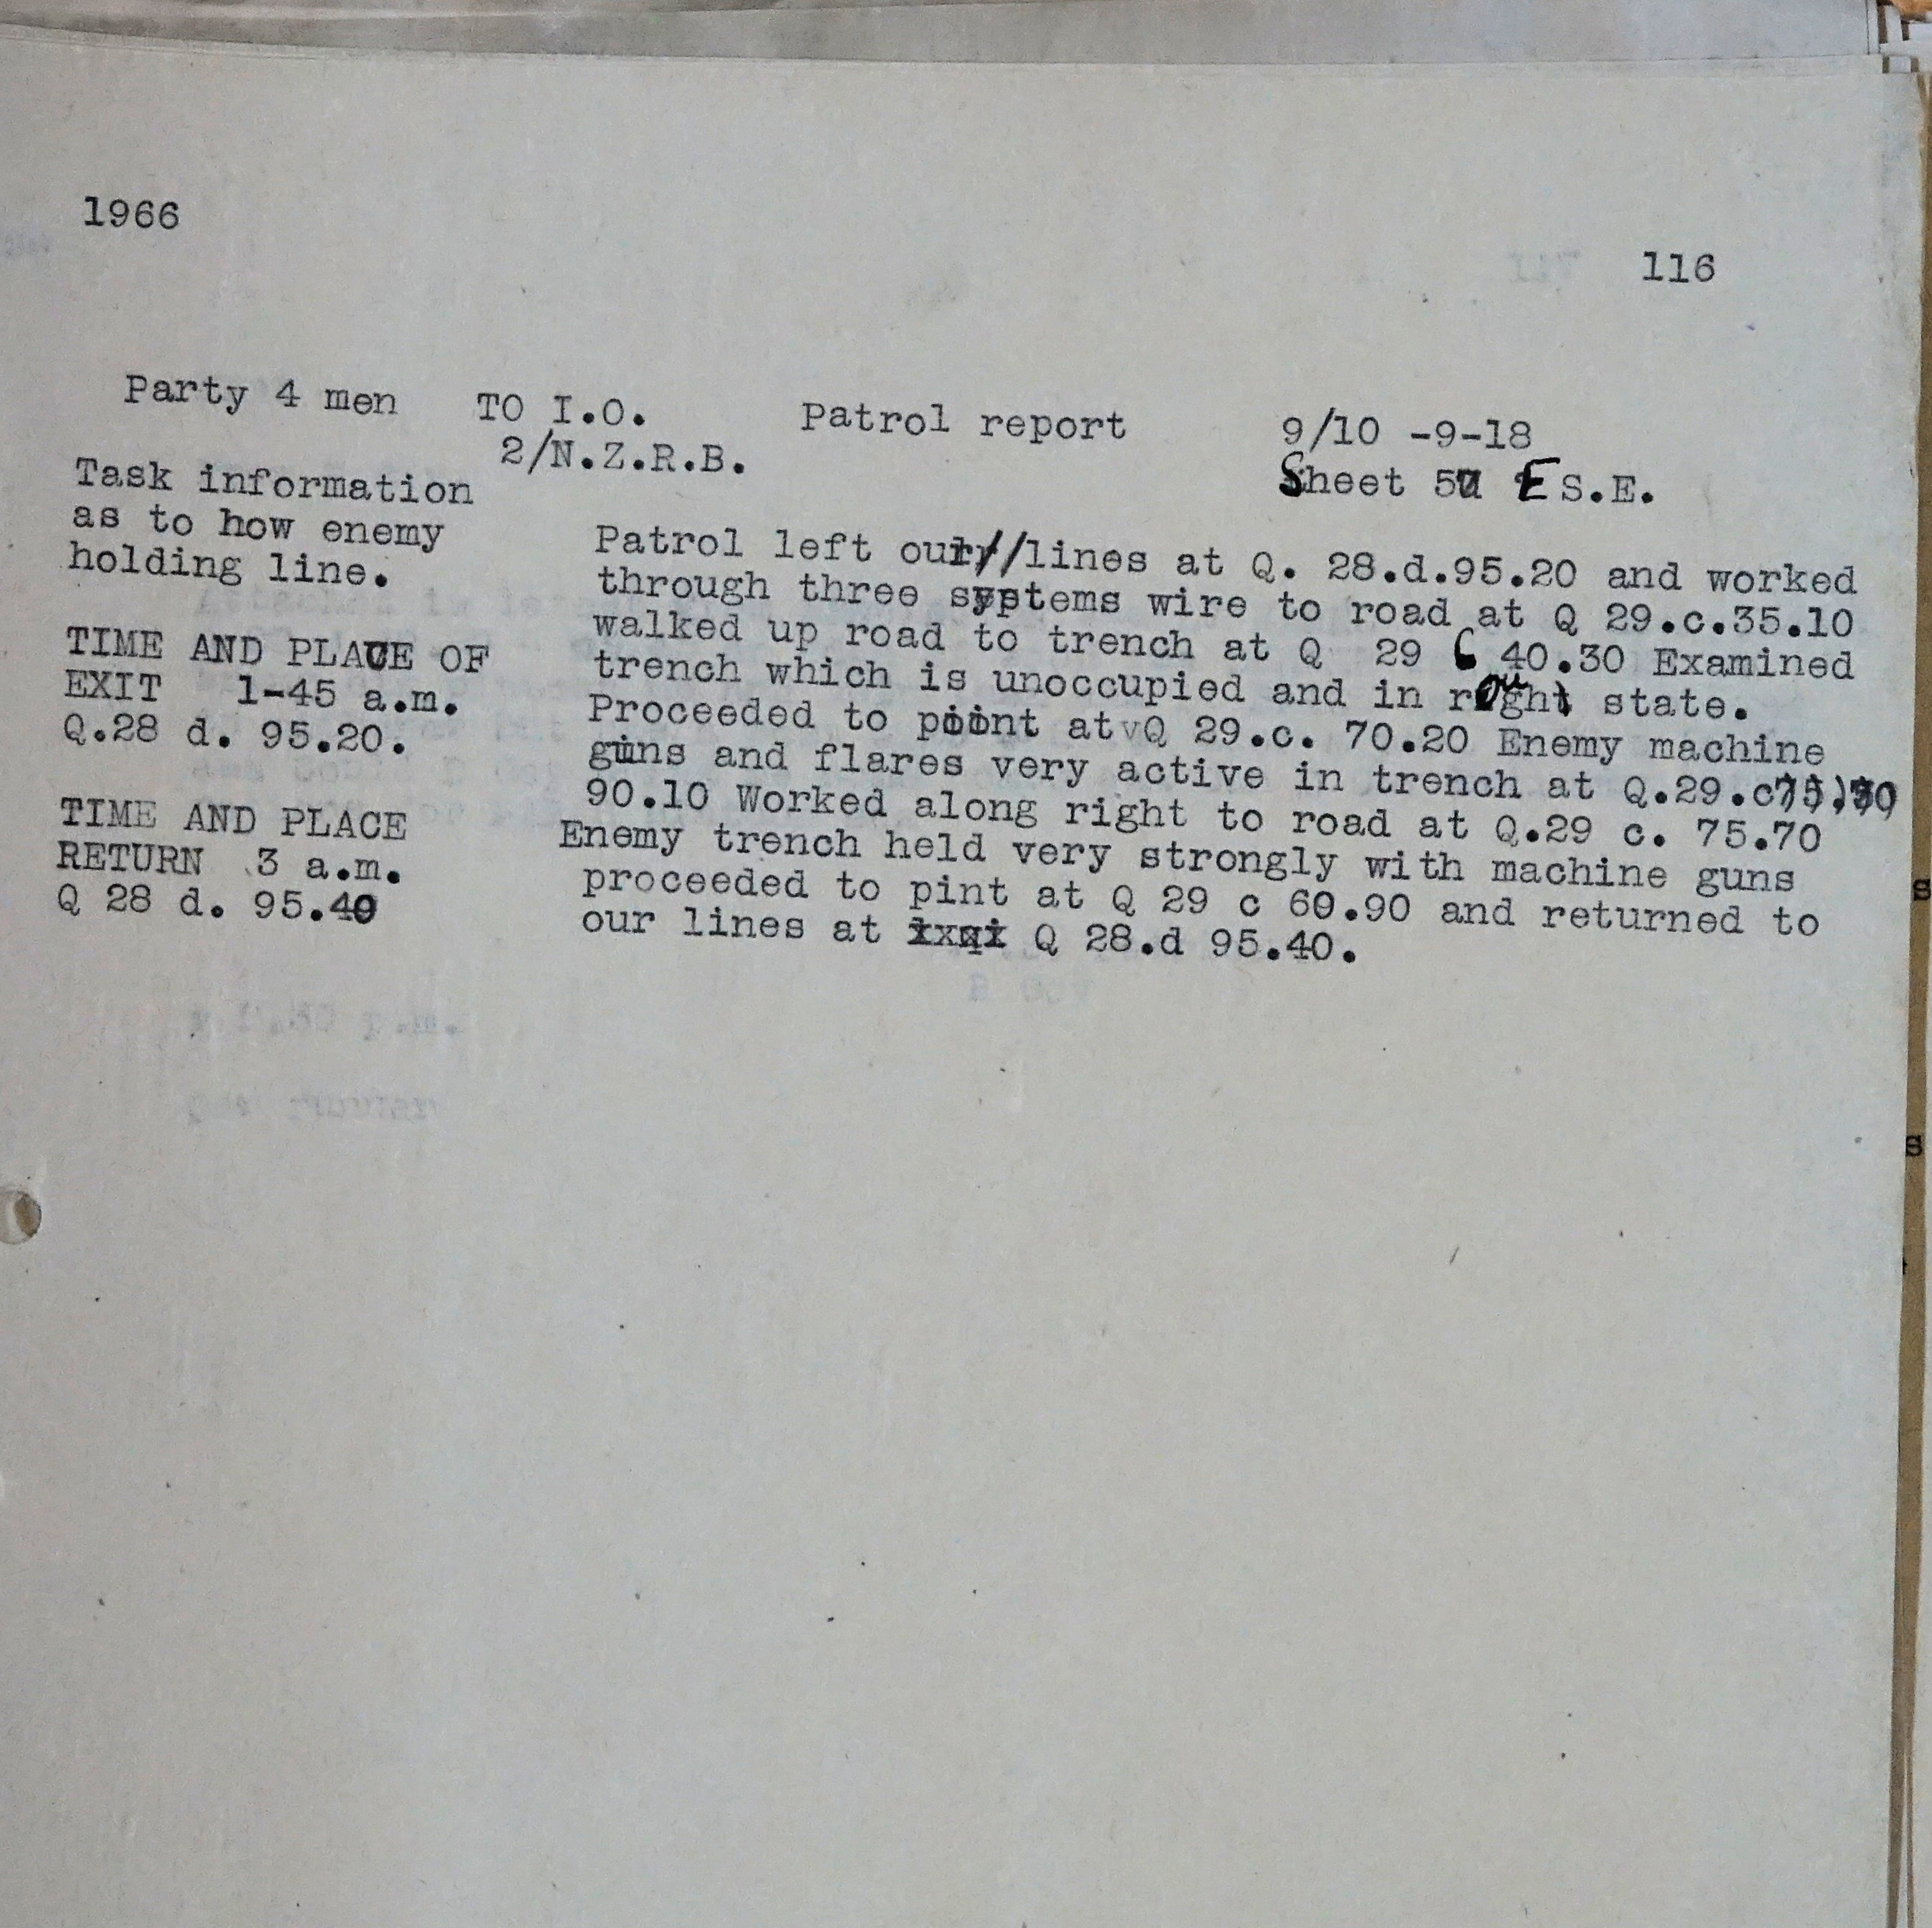 1966
116
Party 4 men
TO I.O.
2/N.Z.R.B.
Patrol report
9/10 -9-18
Sheet 57 E S.E.
Task information
as to how enemy
holding line.
TIME AND PLACE OF
EXIT 1-45 a.m.
Q.28 d. 95.20.
TIME AND PLACE
RETURN 3 a.m.
Q 28 d. 95.40
Patrol left our//lines at Q. 28.d.95.20 and worked
through three systems wire to road at Q 29.c.35.10
walked up road to trench at Q 29 C 40.30 Examined
trench which is unoccupied and in rough state.
Proceeded to point atvQ 29.c. 70.20 Enemy machine
guns and flares very active in trench at Q.29.c
90.10 Worked along right to road at Q.29 c. 75.70
Enemy trench held very strongly with machine guns
proceeded to pint at Q 29 c 60.90 and returned to
our lines at Q 28.d 95.40.